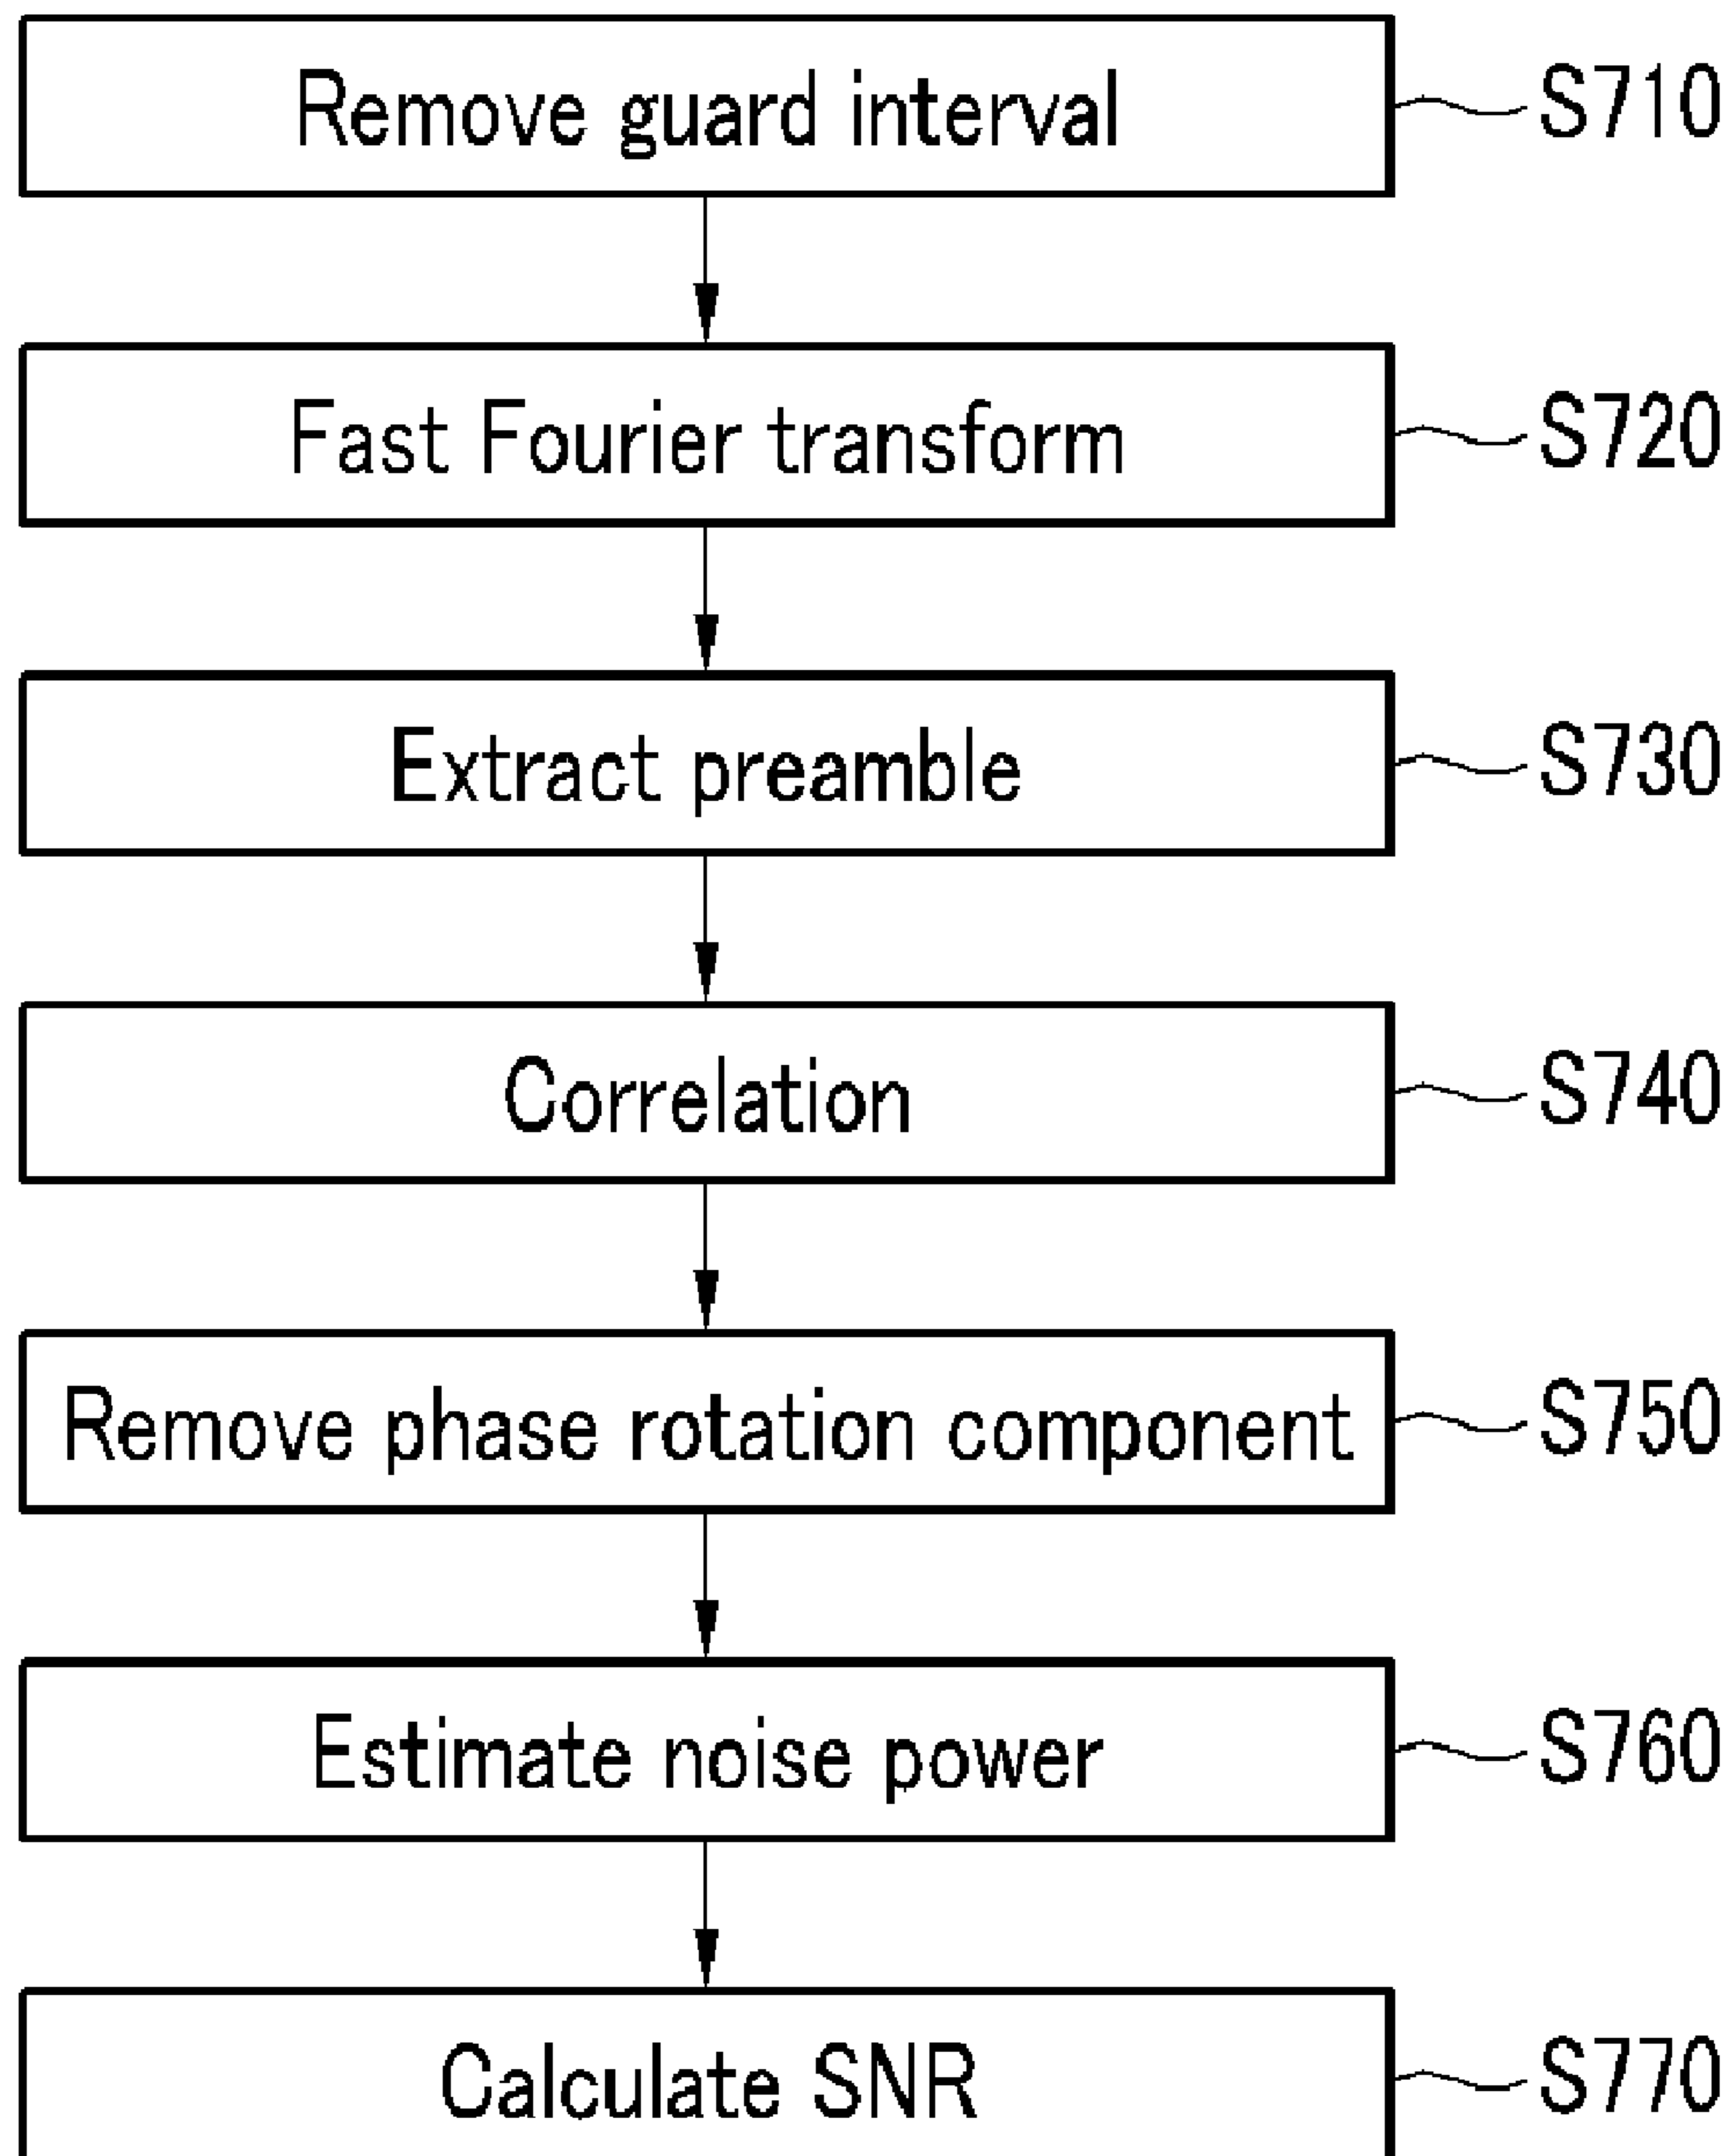 Remove guard interval S710
Fast Fourier transform S720
Extract preamble S730
Correlation S740
Remove phase rotation component S750
Estimate noise power S760
Calculate SNR S770